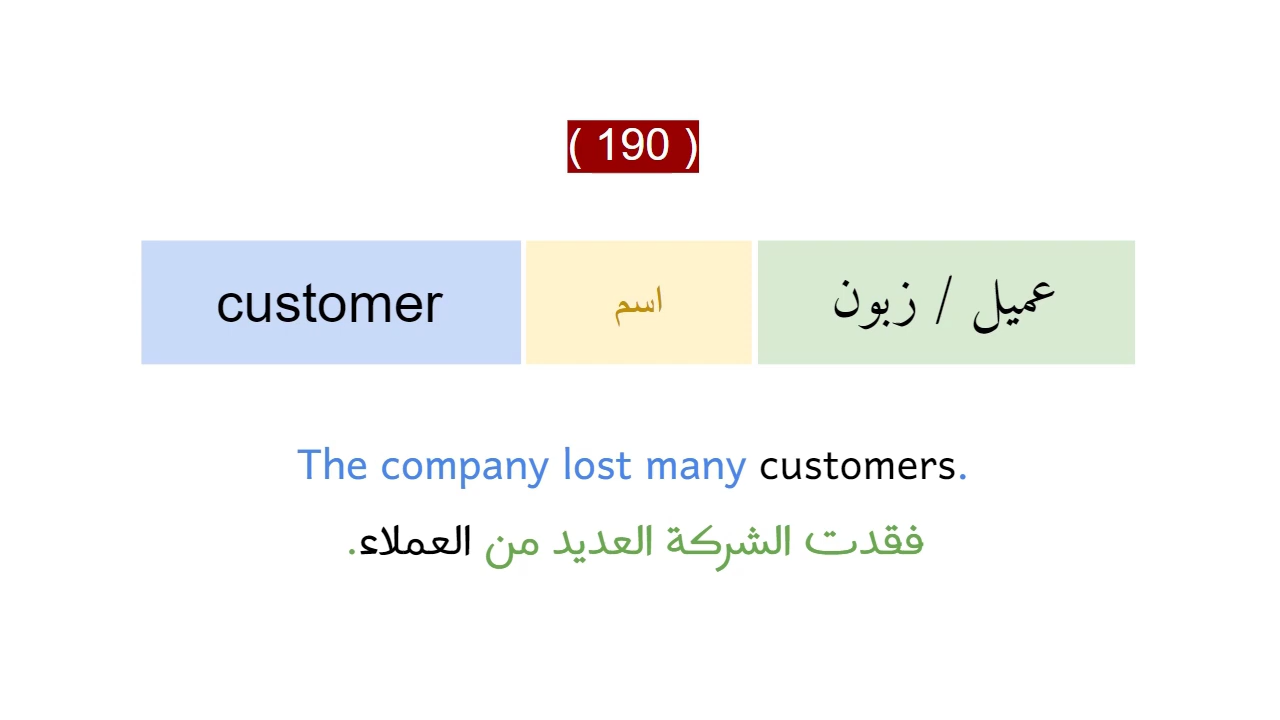 ( 190 )
customer
اسم
عميل / زبون
The company lost many customers.
فقدت الشركة العديد من العملاء.